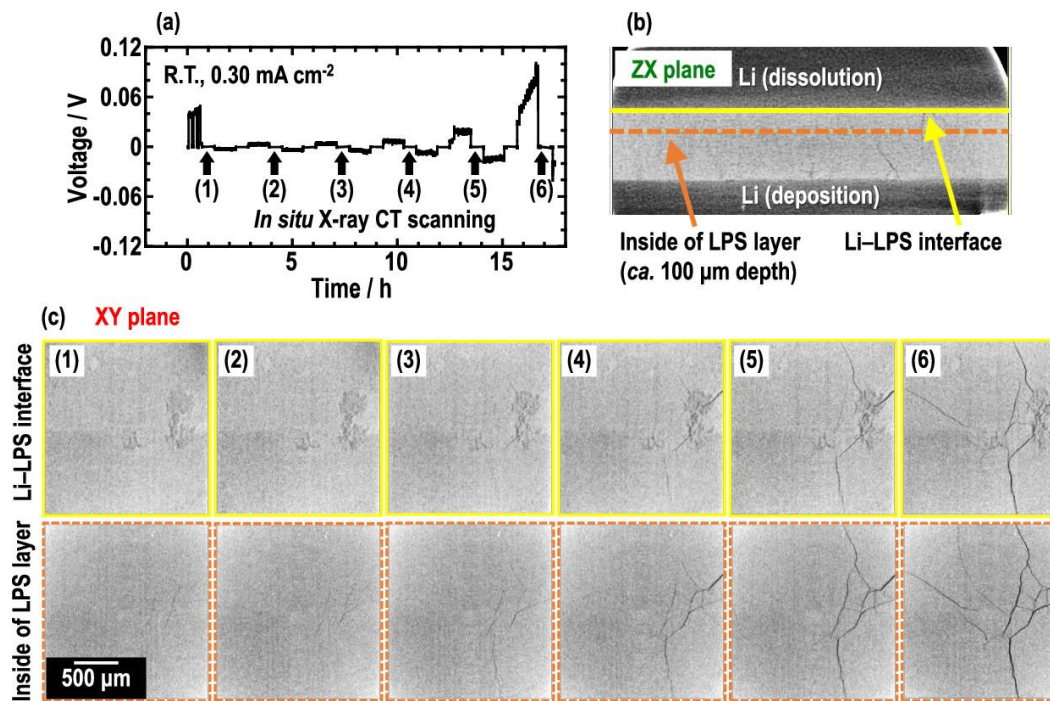 (a)
0.12
0.06
0
-0.06
-0.12
Voltage / V
R.T., 0.30 mA cm⁻²
(1) (2) (3) (4) (5) (6)
In situ X-ray CT scanning
0 5 10 15
Time / h
(b)
ZX plane
Li (dissolution)
Li (deposition)
Inside of LPS layer
(ca. 100 μm depth)
Li–LPS interface
(c) XY plane
Li–LPS interface
(1) (2) (3) (4) (5) (6)
Inside of LPS layer
500 μm